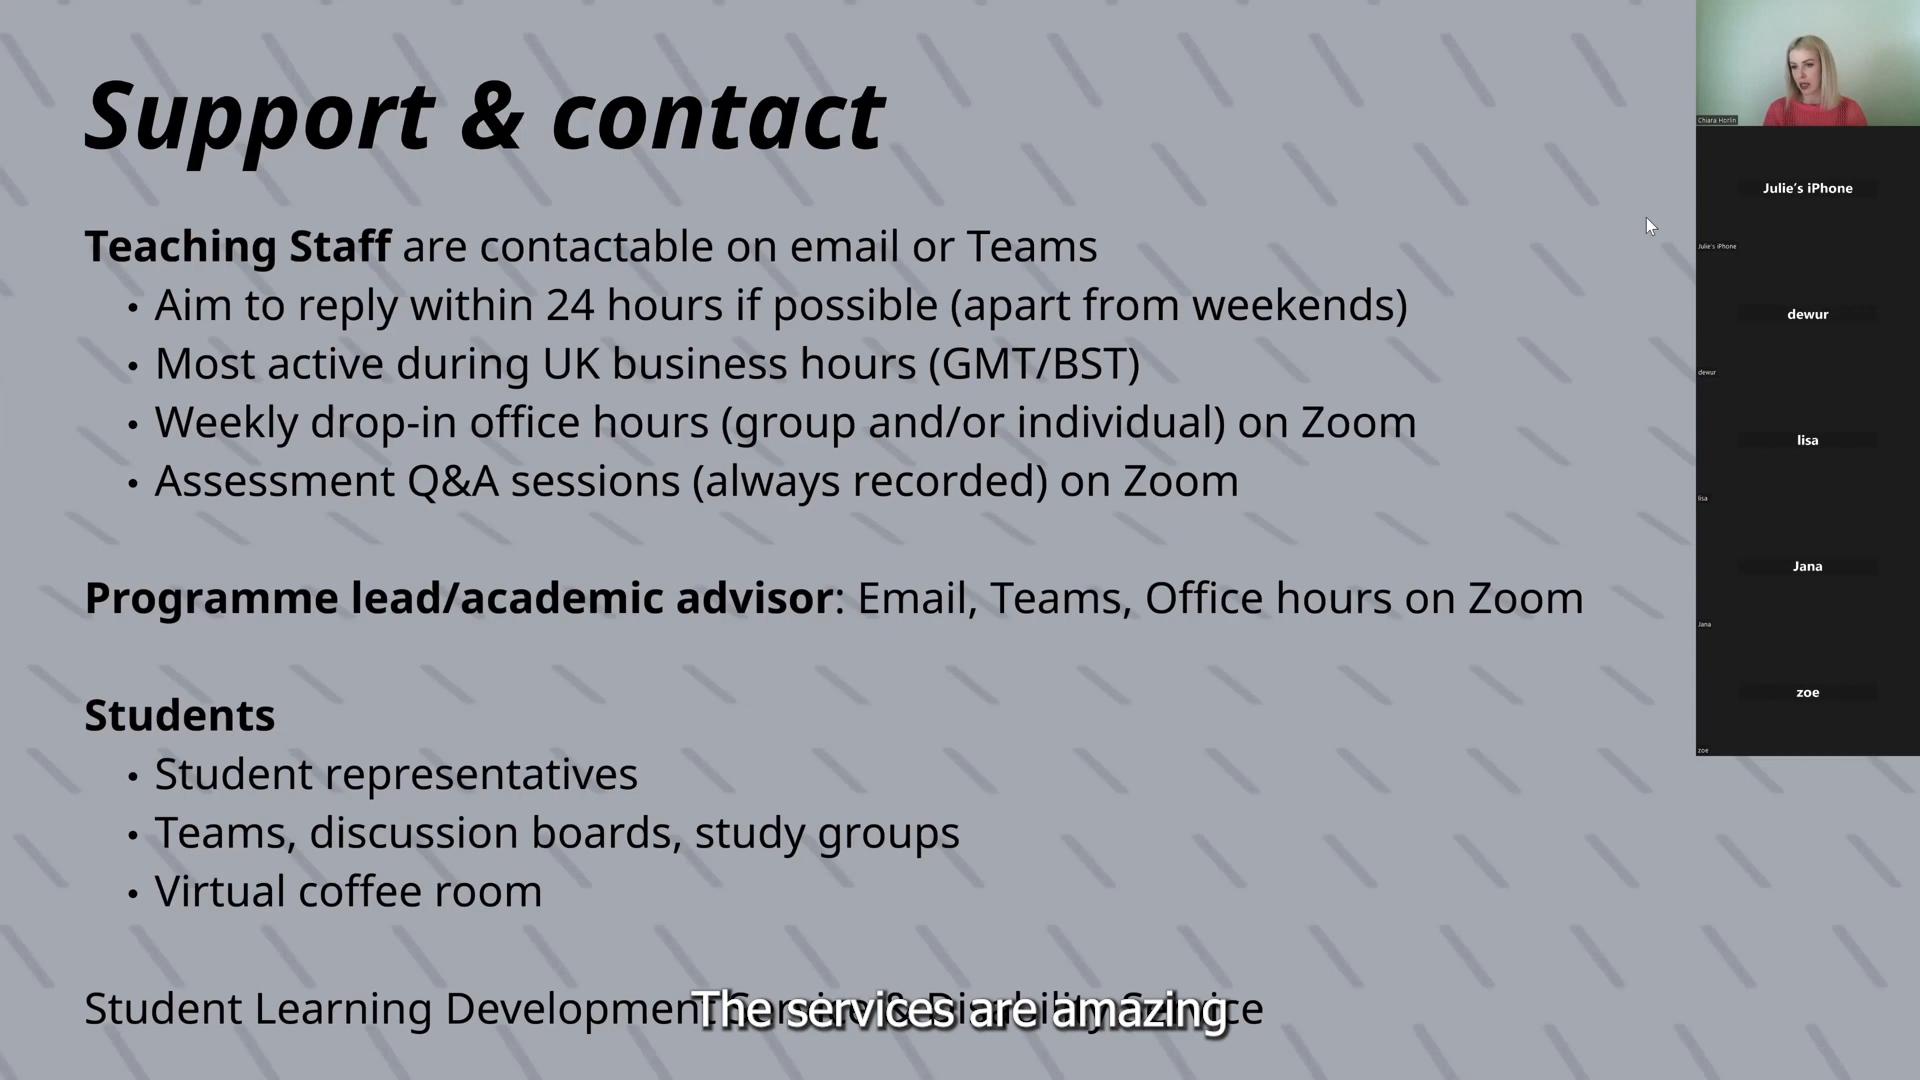 Support & contact
Teaching Staff are contactable on email or Teams
• Aim to reply within 24 hours if possible (apart from weekends)
• Most active during UK business hours (GMT/BST)
• Weekly drop-in office hours (group and/or individual) on Zoom
• Assessment Q&A sessions (always recorded) on Zoom
Programme lead/academic advisor: Email, Teams, Office hours on Zoom
Students
• Student representatives
• Teams, discussion boards, study groups
• Virtual coffee room
Student Learning Development Service & Disability Service
The services are amazing
Chiara Horlin
Julie's iPhone
Julie's iPhone
dewur
dewur
lisa
lisa
Jana
Jana
zoe
zoe